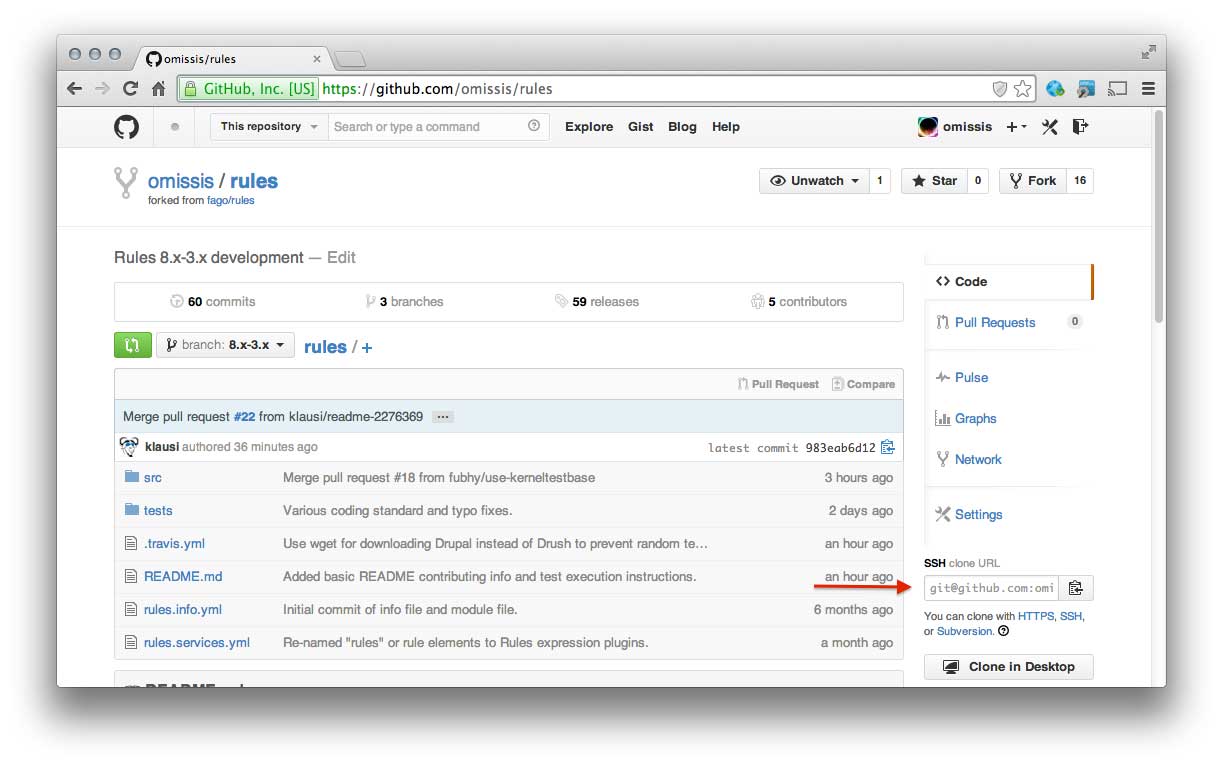 omissis/rules
GitHub, Inc. [US] https://github.com/omissis/rules
This repository Search or type a command Explore Gist Blog Help omissis
omissis / rules
forked from fago/rules
Unwatch 1 Star 0 Fork 16
Rules 8.x-3.x development — Edit
60 commits 3 branches 59 releases 5 contributors
branch: 8.x-3.x rules / +
Pull Request Compare
Merge pull request #22 from klausi/readme-2276369 ...
klausi authored 36 minutes ago latest commit 983eab6d12
src Merge pull request #18 from fubhy/use-kerneltestbase 3 hours ago
tests Various coding standard and typo fixes. 2 days ago
.travis.yml Use wget for downloading Drupal instead of Drush to prevent random te… an hour ago
README.md Added basic README contributing info and test execution instructions. an hour ago
rules.info.yml Initial commit of info file and module file. 6 months ago
rules.services.yml Re-named "rules" or rule elements to Rules expression plugins. a month ago
Code
Pull Requests 0
Pulse
Graphs
Network
Settings
SSH clone URL
git@github.com:omi
You can clone with HTTPS, SSH,
or Subversion.
Clone in Desktop